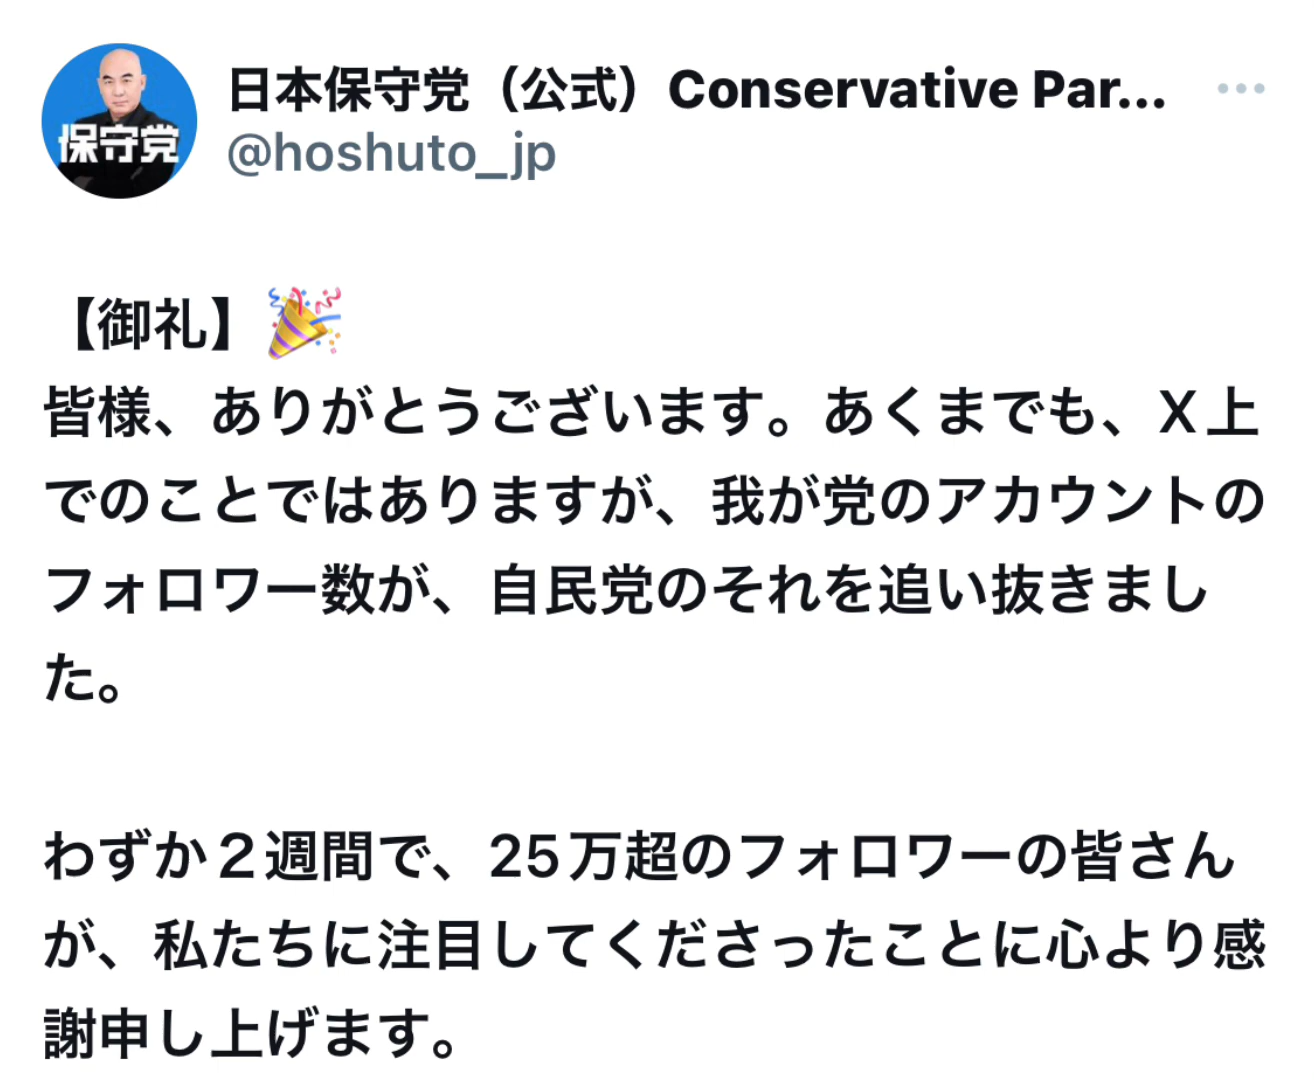 日本保守党（公式）Conservative Par...
@hoshuto_jp
保守党
【御礼】🎉
皆様、ありがとうございます。あくまでも、X上
でのことではありますが、我が党のアカウントの
フォロワー数が、自民党のそれを追い抜きまし
た。
わずか２週間で、25万超のフォロワーの皆さん
が、私たちに注目してくださったことに心より感
謝申し上げます。